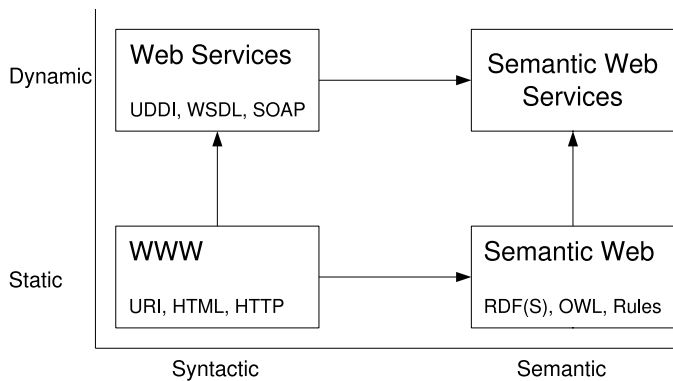 Dynamic
Web Services
UDDI, WSDL, SOAP
Semantic Web
Services
Static
WWW
URI, HTML, HTTP
Semantic Web
RDF(S), OWL, Rules
Syntactic
Semantic